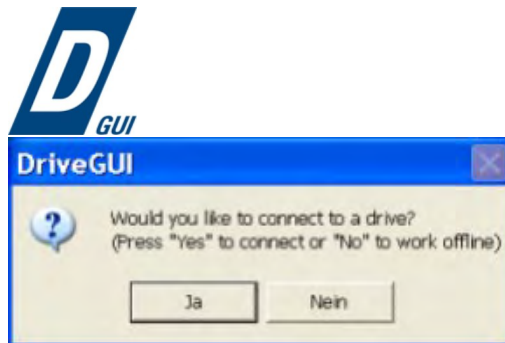 D
GUI
DriveGUI
Would you like to connect to a drive?
(Press "Yes" to connect or "No" to work offline)
Ja
Nein